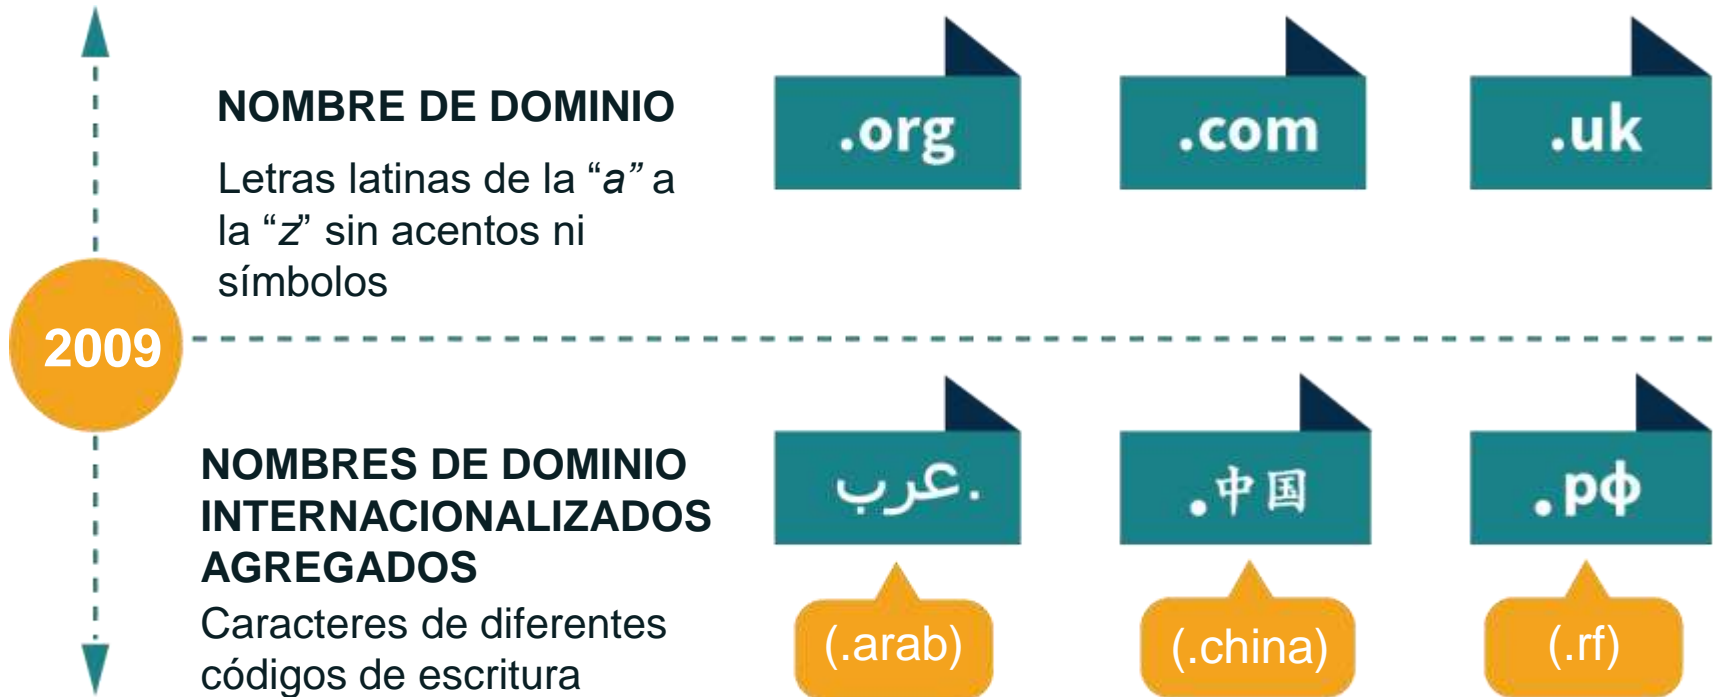 NOMBRE DE DOMINIO
Letras latinas de la “a” a
la “z” sin acentos ni
símbolos
.org
.com
.uk
2009
NOMBRES DE DOMINIO
INTERNACIONALIZADOS
AGREGADOS
Caracteres de diferentes
códigos de escritura
.عرب
.中国
.рф
(.arab)
(.china)
(.rf)